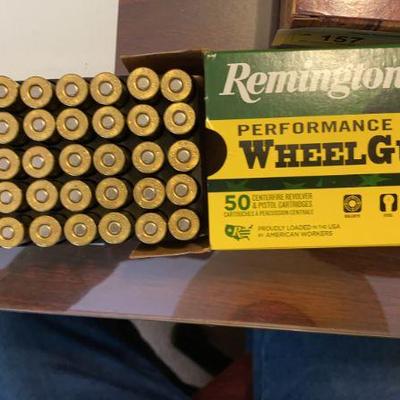 157
Remington
PERFORMANCE
WHEELGU
50 CENTERFIRE REVOLVER
& PISTOL CARTRIDGES
CARTOUCHES À PERCUSSION CENTRALE
PROUDLY LOADED IN THE USA
BY AMERICAN WORKERS